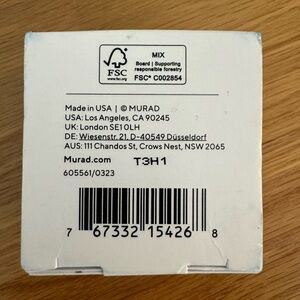 FSC
www.fsc.org
MIX
Board | Supporting
responsible forestry
FSC® C002854
Made in USA | © MURAD
USA: Los Angeles, CA 90245
UK: London SE1 0LH
DE: Wiesenstr. 21, D-40549 Düsseldorf
AUS: 111 Chandos St, Crows Nest, NSW 2065
Murad.com T3H1
605561/0323
7 67332 15426 8